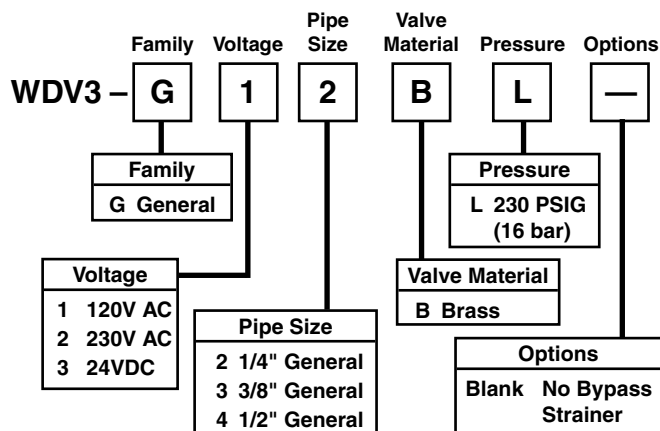 Family Voltage Pipe Size Valve Material Pressure Options
WDV3 – G 1 2 B L —
Family
G General
Pressure
L 230 PSIG
(16 bar)
Voltage
1 120V AC
2 230V AC
3 24VDC
Valve Material
B Brass
Pipe Size
2 1/4" General
3 3/8" General
4 1/2" General
Options
Blank No Bypass
Strainer